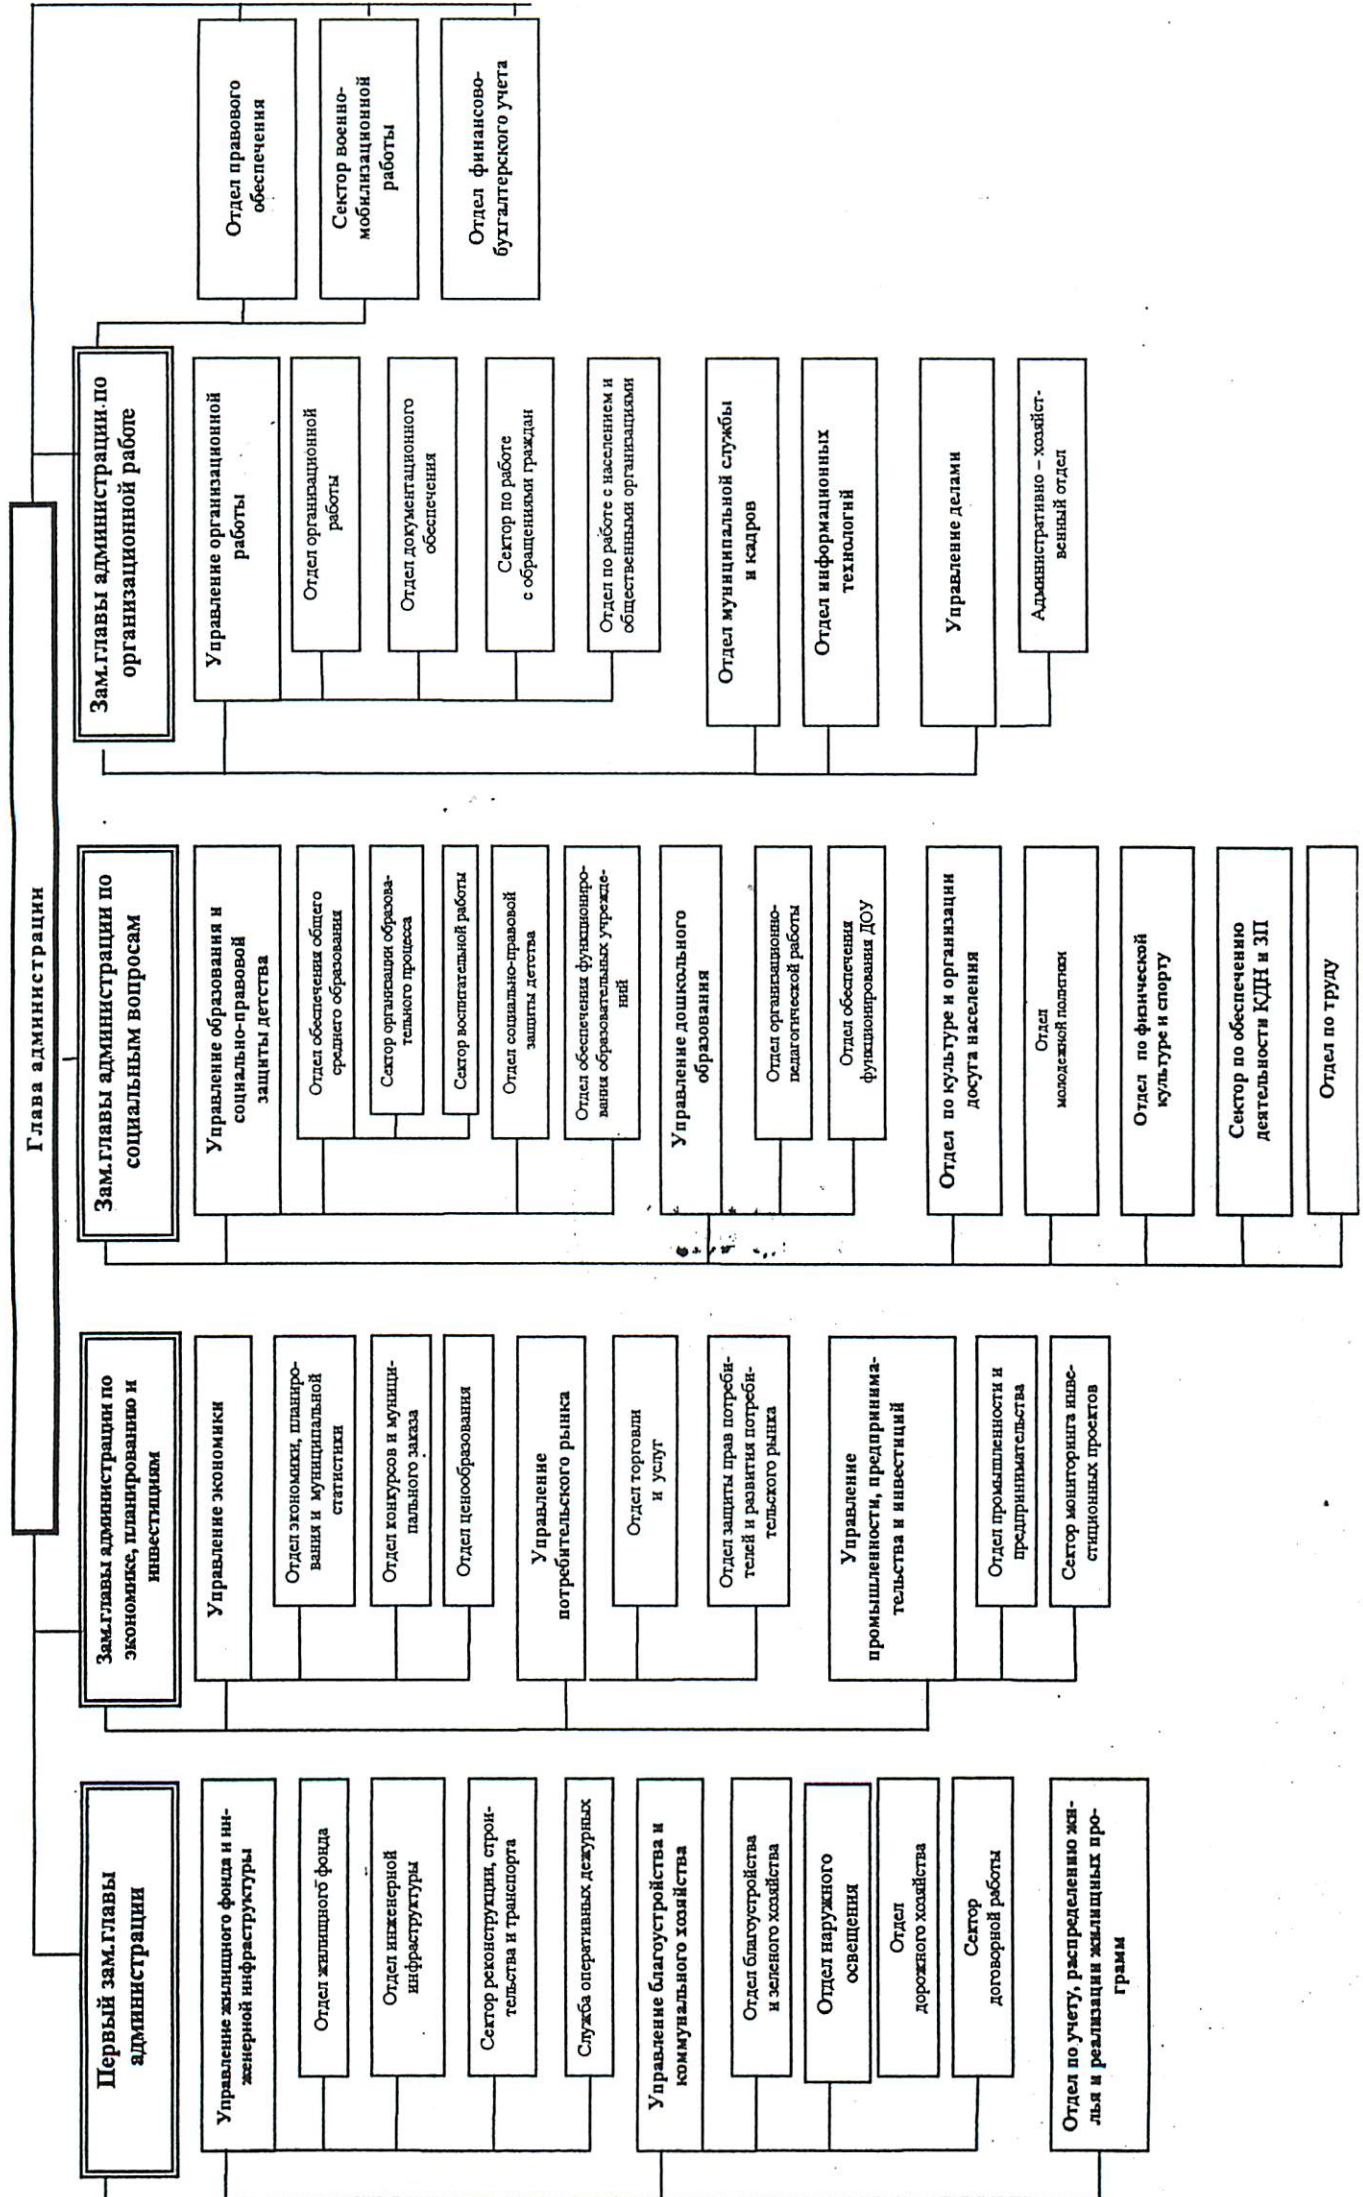 Глава администрации
Первый зам.главы
администрации
Управление жилищного фонда и ин-
женерной инфраструктуры
Отдел жилищного фонда
Отдел инженерной
инфраструктуры
Сектор реконструкции, строи-
тельства и транспорта
Служба оперативных дежурных
Управление благоустройства и
коммунального хозяйства
Отдел благоустройства
и зеленого хозяйства
Отдел наружного
освещения
Отдел
дорожного хозяйства
Сектор
договорной работы
Отдел по учету, распределению жи-
лья и реализации жилищных про-
грамм
Зам.главы администрации по
экономике, планированию и
инвестициям
Управление экономики
Отдел экономики, планиро-
вания и муниципальной
статистики
Отдел конкурсов и муници-
пального заказа
Отдел ценообразования
Управление
потребительского рынка
Отдел торговли
и услуг
Отдел защиты прав потреби-
телей и развития потреби-
тельского рынка
Управление
промышленности, предпринима-
тельства и инвестиций
Отдел промышленности и
предпринимательства
Сектор мониторинга инве-
стиционных проектов
Зам.главы администрации по
социальным вопросам
Управление образования и
социально-правовой
защиты детства
Отдел обеспечения общего
среднего образования
Сектор организации образова-
тельного процесса
Сектор воспитательной работы
Отдел социально-правовой
защиты детства
Отдел обеспечения функциониро-
вания образовательных учрежде-
ний
Управление дошкольного
образования
Отдел организационно-
педагогической работы
Отдел обеспечения
функционирования ДОУ
Отдел по культуре и организации
досуга населения
Отдел
молодежной политики
Отдел по физической
культуре и спорту
Сектор по обеспечению
деятельности КДН и ЗП
Отдел по труду
Зам.главы администрации по
организационной работе
Управление организационной
работы
Отдел организационной
работы
Отдел документационного
обеспечения
Сектор по работе
с обращениями граждан
Отдел по работе с населением и
общественными организациями
Отдел муниципальной службы
и кадров
Отдел информационных
технологий
Управление делами
Административно – хозяйст-
венный отдел
Отдел правового
обеспечения
Сектор военно-
мобилизационной
работы
Отдел финансово-
бухгалтерского учета